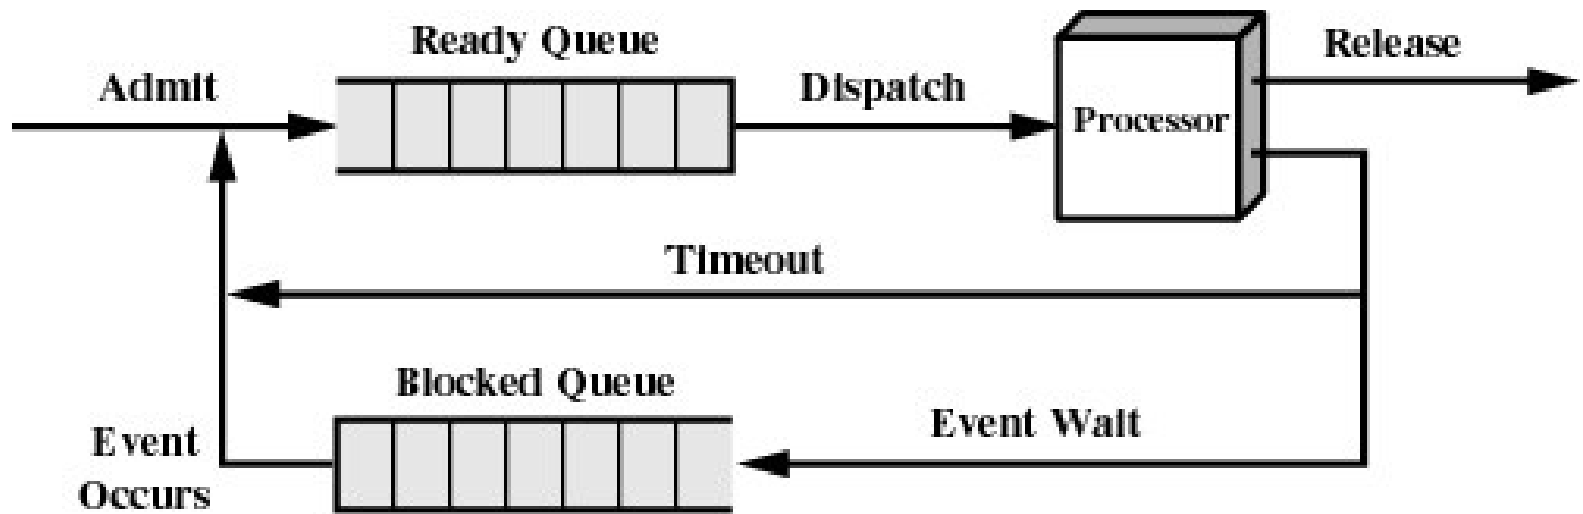 Ready Queue
Release
Admit
Dispatch
Processor
Timeout
Blocked Queue
Event Wait
Event
Occurs